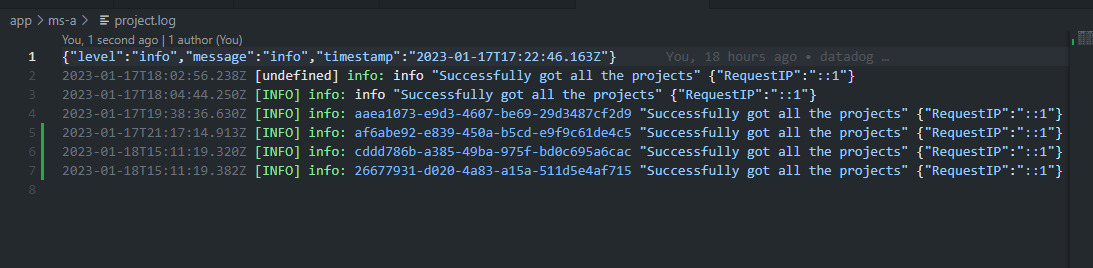 app > ms-a > project.log
You, 1 second ago | 1 author (You)
1 {"level":"info","message":"info","timestamp":"2023-01-17T17:22:46.163Z"} You, 18 hours ago • datadog …
2 2023-01-17T18:02:56.238Z [undefined] info: info "Successfully got all the projects" {"RequestIP":"::1"}
3 2023-01-17T18:04:44.250Z [INFO] info: info "Successfully got all the projects" {"RequestIP":"::1"}
4 2023-01-17T19:38:36.630Z [INFO] info: aaea1073-e9d3-4607-be69-29d3487cf2d9 "Successfully got all the projects" {"RequestIP":"::1"}
5 2023-01-17T21:17:14.913Z [INFO] info: af6abe92-e839-450a-b5cd-e9f9c61de4c5 "Successfully got all the projects" {"RequestIP":"::1"}
6 2023-01-18T15:11:19.320Z [INFO] info: cddd786b-a385-49ba-975f-bd0c695a6cac "Successfully got all the projects" {"RequestIP":"::1"}
7 2023-01-18T15:11:19.382Z [INFO] info: 26677931-d020-4a83-a15a-511d5e4af715 "Successfully got all the projects" {"RequestIP":"::1"}
8